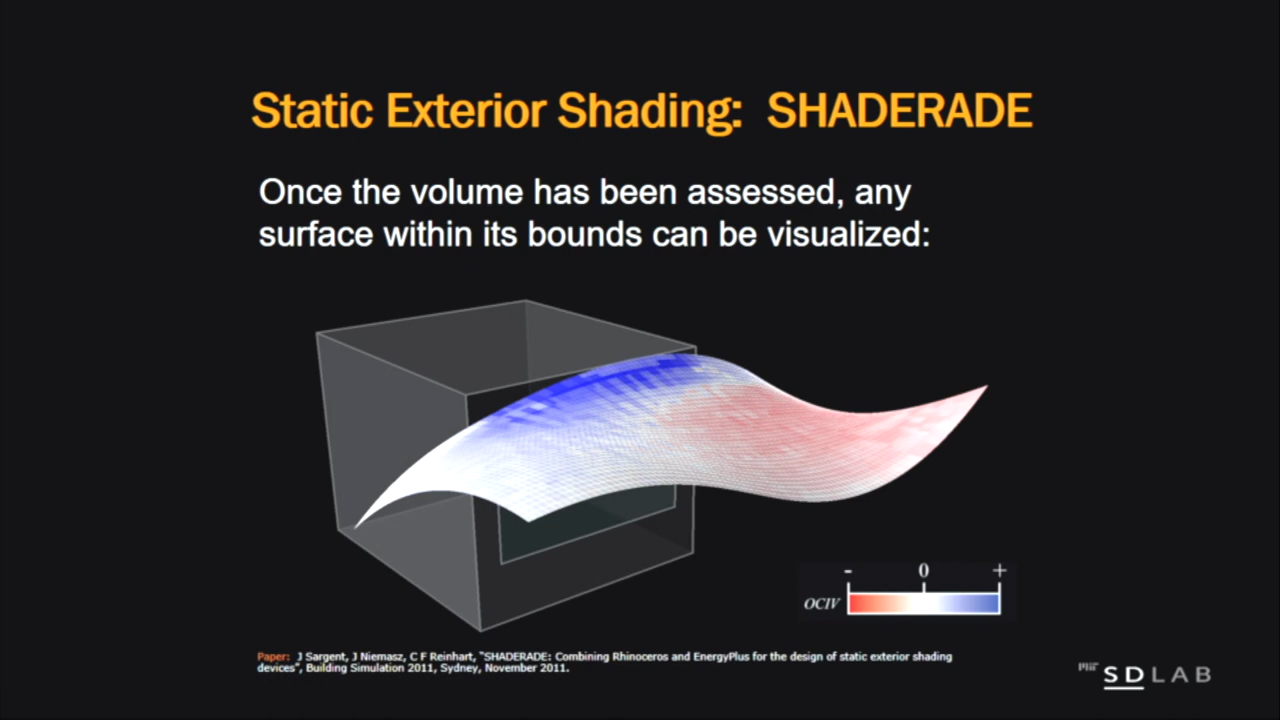 Static Exterior Shading: SHADERADE
Once the volume has been assessed, any
surface within its bounds can be visualized:
- 0 +
OCIV
Paper: J Sargent, J Niemasz, C F Reinhart, "SHADERADE: Combining Rhinoceros and EnergyPlus for the design of static exterior shading
devices", Building Simulation 2011, Sydney, November 2011.
MIT SDLAB